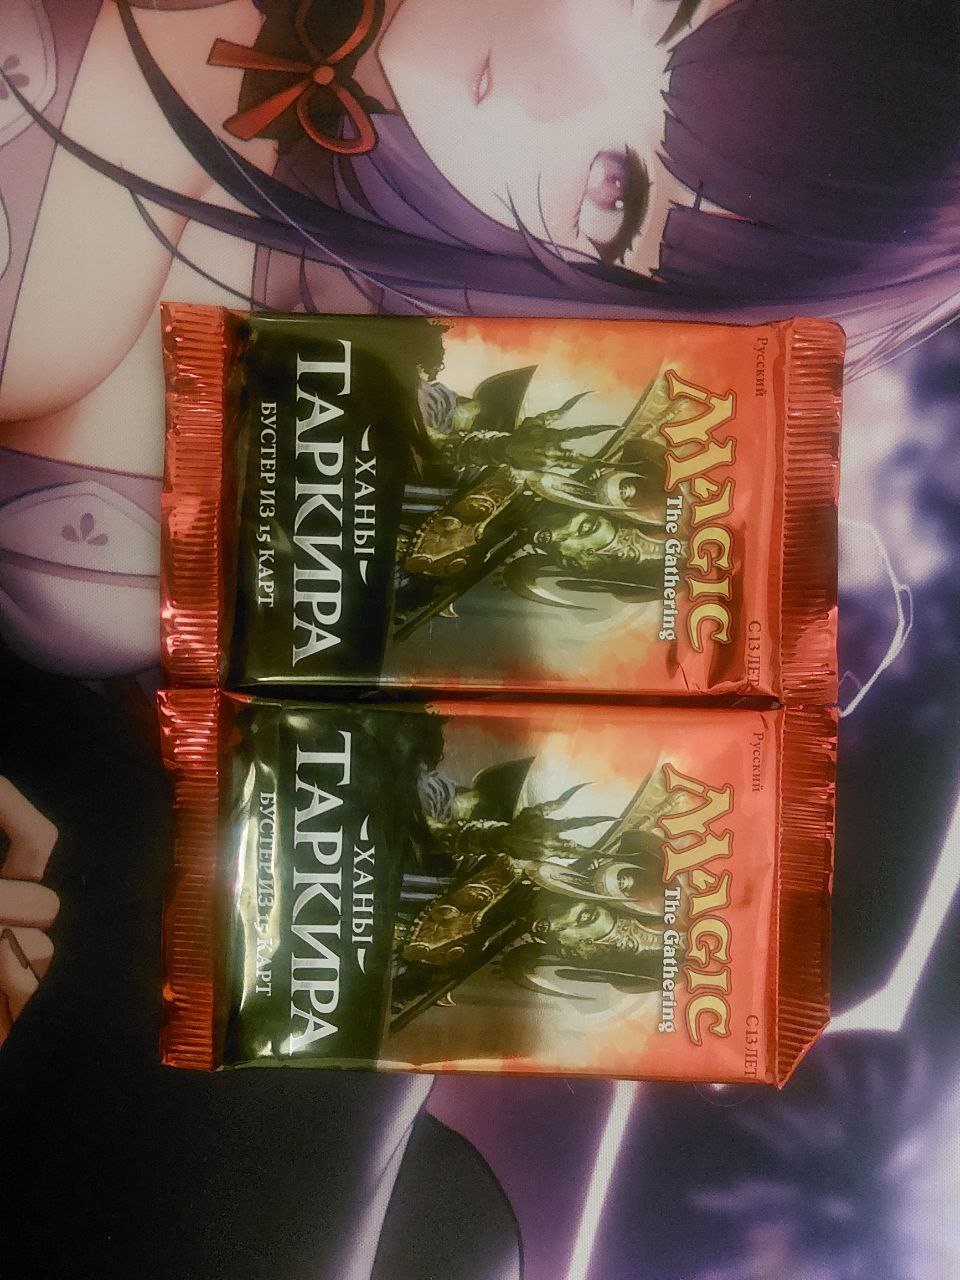 Русский
С 13 ЛЕТ
MAGIC
The Gathering
ХАНЫ
ТАРКИРА
БУСТЕР ИЗ 15 КАРТ
Русский
С 13 ЛЕТ
MAGIC
The Gathering
ХАНЫ
ТАРКИРА
БУСТЕР ИЗ 15 КАРТ